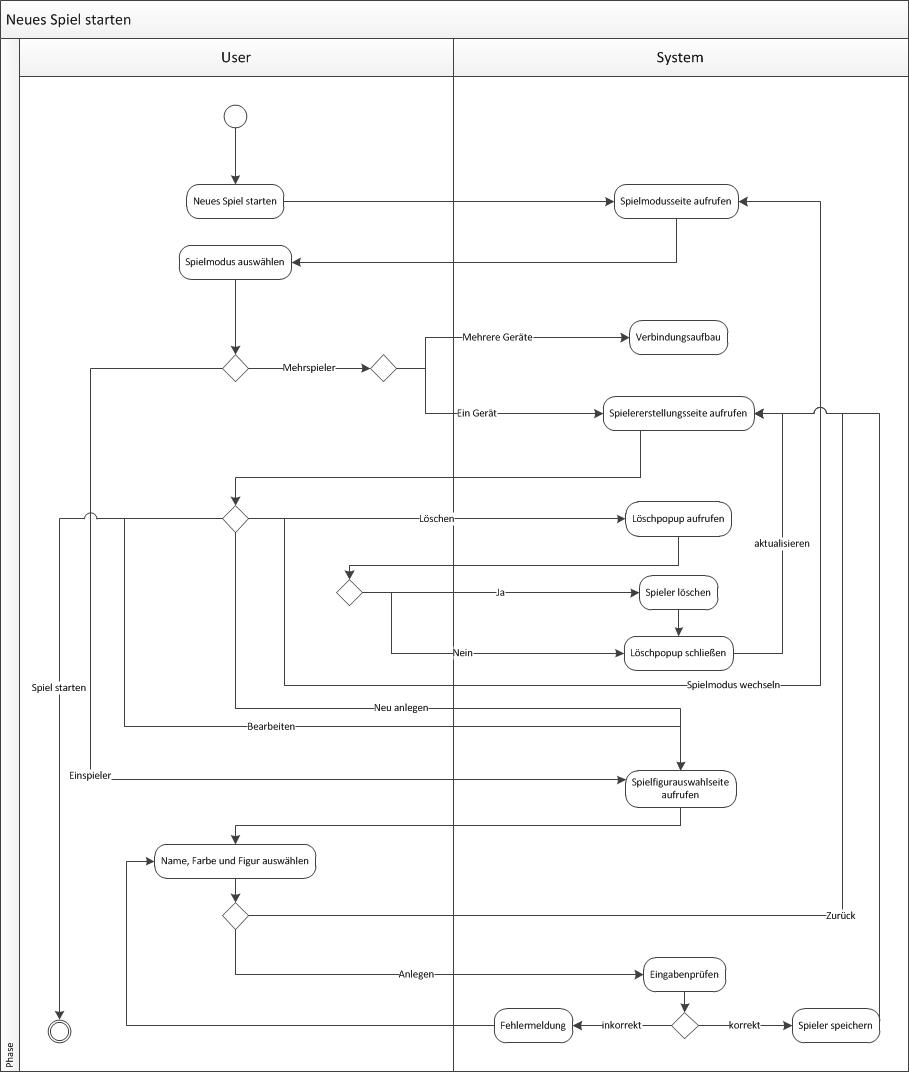 Neues Spiel starten
User
System
Neues Spiel starten
Spielmodusseite aufrufen
Spielmodus auswählen
Mehrere Geräte
Verbindungsaufbau
Mehrspieler
Ein Gerät
Spielererstellungsseite aufrufen
Löschen
Löschpopup aufrufen
aktualisieren
Ja
Spieler löschen
Nein
Löschpopup schließen
Spiel starten
Spielmodus wechseln
Neu anlegen
Bearbeiten
Einspieler
Spielfigurauswahlseite
aufrufen
Name, Farbe und Figur auswählen
Zurück
Anlegen
Eingabenprüfen
Fehlermeldung
inkorrekt
korrekt
Spieler speichern
Phase